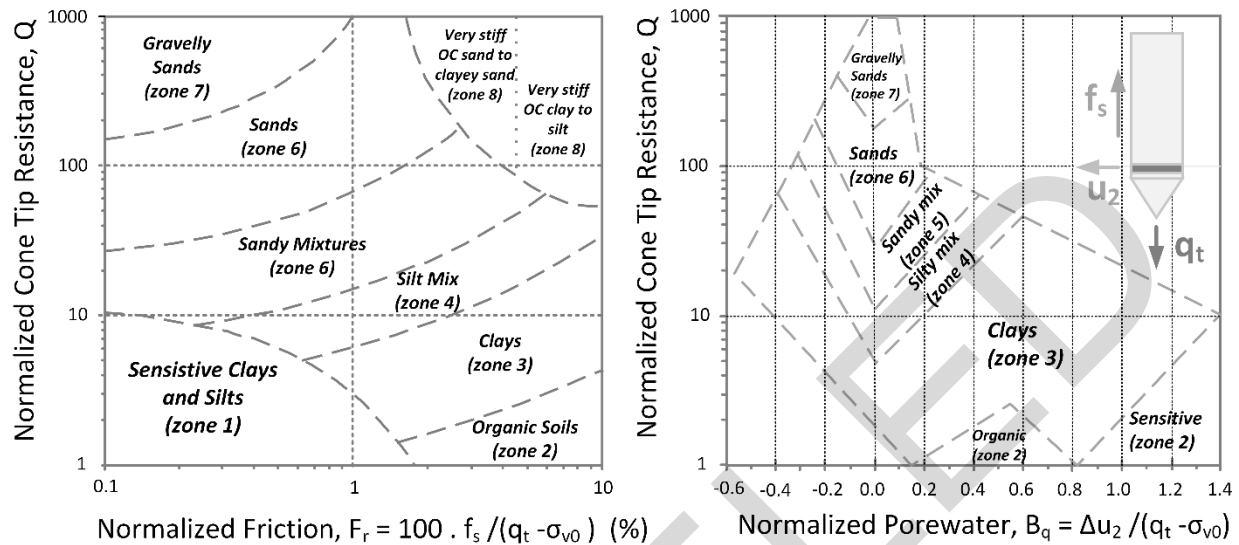 Normalized Cone Tip Resistance, Q
1000
100
10
1
0.1
1
10
Gravelly
Sands
(zone 7)
Very stiff
OC sand to
clayey sand
(zone 8)
Very stiff
OC clay to
silt
(zone 8)
Sands
(zone 6)
Sandy Mixtures
(zone 6)
Silt Mix
(zone 4)
Clays
(zone 3)
Sensistive Clays
and Silts
(zone 1)
Organic Soils
(zone 2)
Normalized Friction, Fr = 100 . fs /(qt -σv0 ) (%)
Normalized Cone Tip Resistance, Q
1000
100
10
1
-0.6
-0.4
-0.2
0.0
0.2
0.4
0.6
0.8
1.0
1.2
1.4
Gravelly
Sands
(zone 7)
Sands
(zone 6)
Sandy mix
(zone 5)
Silty mix
(zone 4)
Clays
(zone 3)
Organic
(zone 2)
Sensitive
(zone 2)
fs
u2
qt
Normalized Porewater, Bq = Δu2 /(qt -σv0)